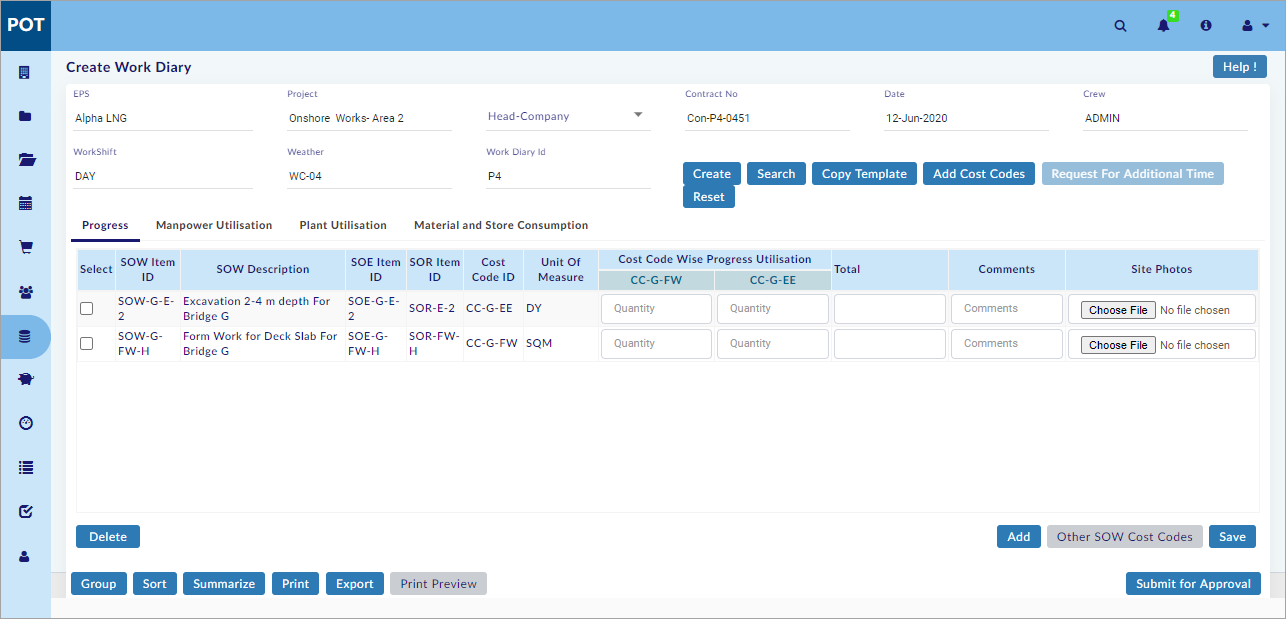 POT
4
Create Work Diary
Help !
EPS
Project
Contract No
Date
Crew
Alpha LNG
Onshore Works- Area 2
Head-Company
Con-P4-0451
12-Jun-2020
ADMIN
WorkShift
Weather
Work Diary Id
DAY
WC-04
P4
Create
Search
Copy Template
Add Cost Codes
Request For Additional Time
Reset
Progress
Manpower Utilisation
Plant Utilisation
Material and Store Consumption
Select
SOW Item
ID
SOW Description
SOE Item
ID
SOR Item
ID
Cost
Code ID
Unit Of
Measure
Cost Code Wise Progress Utilisation
CC-G-FW
CC-G-EE
Total
Comments
Site Photos
SOW-G-E-
2
Excavation 2-4 m depth For
Bridge G
SOE-G-E-
2
SOR-E-2
CC-G-EE
DY
Quantity
Quantity
Comments
Choose File No file chosen
SOW-G-
FW-H
Form Work for Deck Slab For
Bridge G
SOE-G-
FW-H
SOR-FW-
H
CC-G-FW
SQM
Quantity
Quantity
Comments
Choose File No file chosen
Delete
Add
Other SOW Cost Codes
Save
Group
Sort
Summarize
Print
Export
Print Preview
Submit for Approval